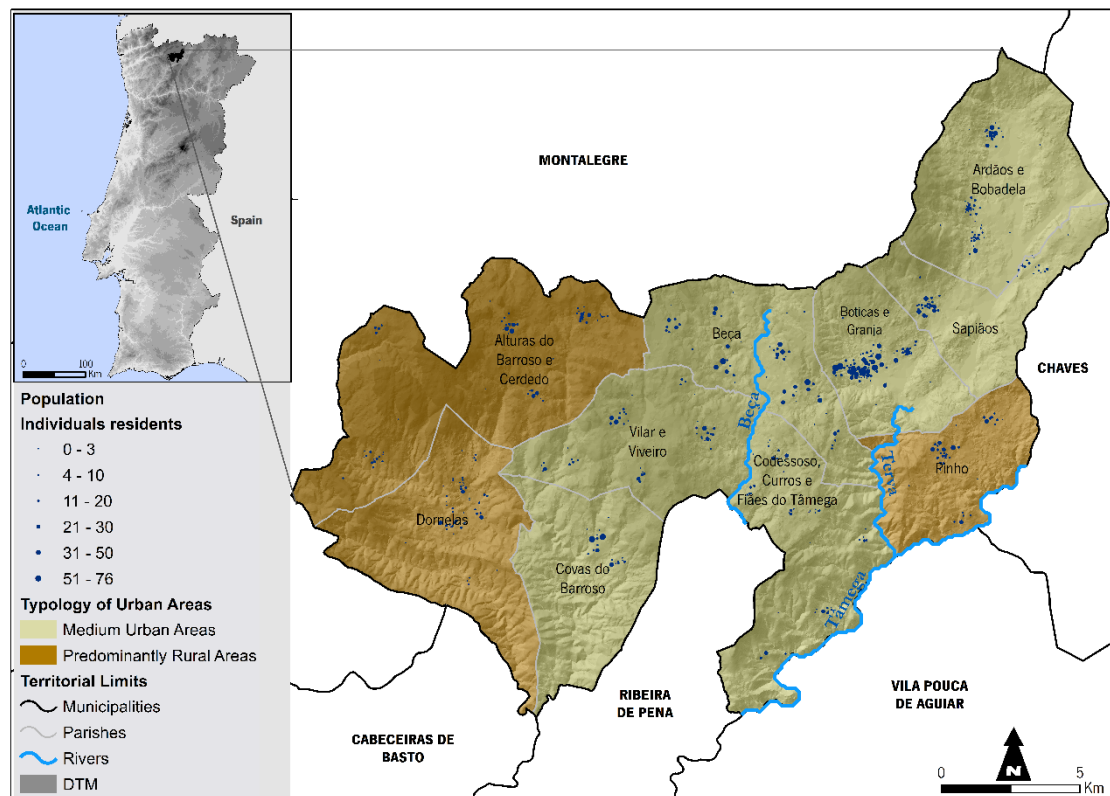 Atlantic
Ocean
Spain
0 100
Km
Population
Individuals residents
0 - 3
4 - 10
11 - 20
21 - 30
31 - 50
51 - 76
Typology of Urban Areas
Medium Urban Areas
Predominantly Rural Areas
Territorial Limits
Municipalities
Parishes
Rivers
DTM
MONTALEGRE
Ardãos e
Bobadela
Boticas e
Granja
Sapiãos
Beça
Alturas do
Barroso e
Cerdedo
CHAVES
Beça
Vilar e
Viveiro
Codessoso,
Curros e
Fiães do Tâmega
Terva
Pinho
Dornelas
Covas do
Barroso
Tâmega
RIBEIRA
DE PENA
VILA POUCA
DE AGUIAR
CABECEIRAS DE
BASTO
N
0 5
Km